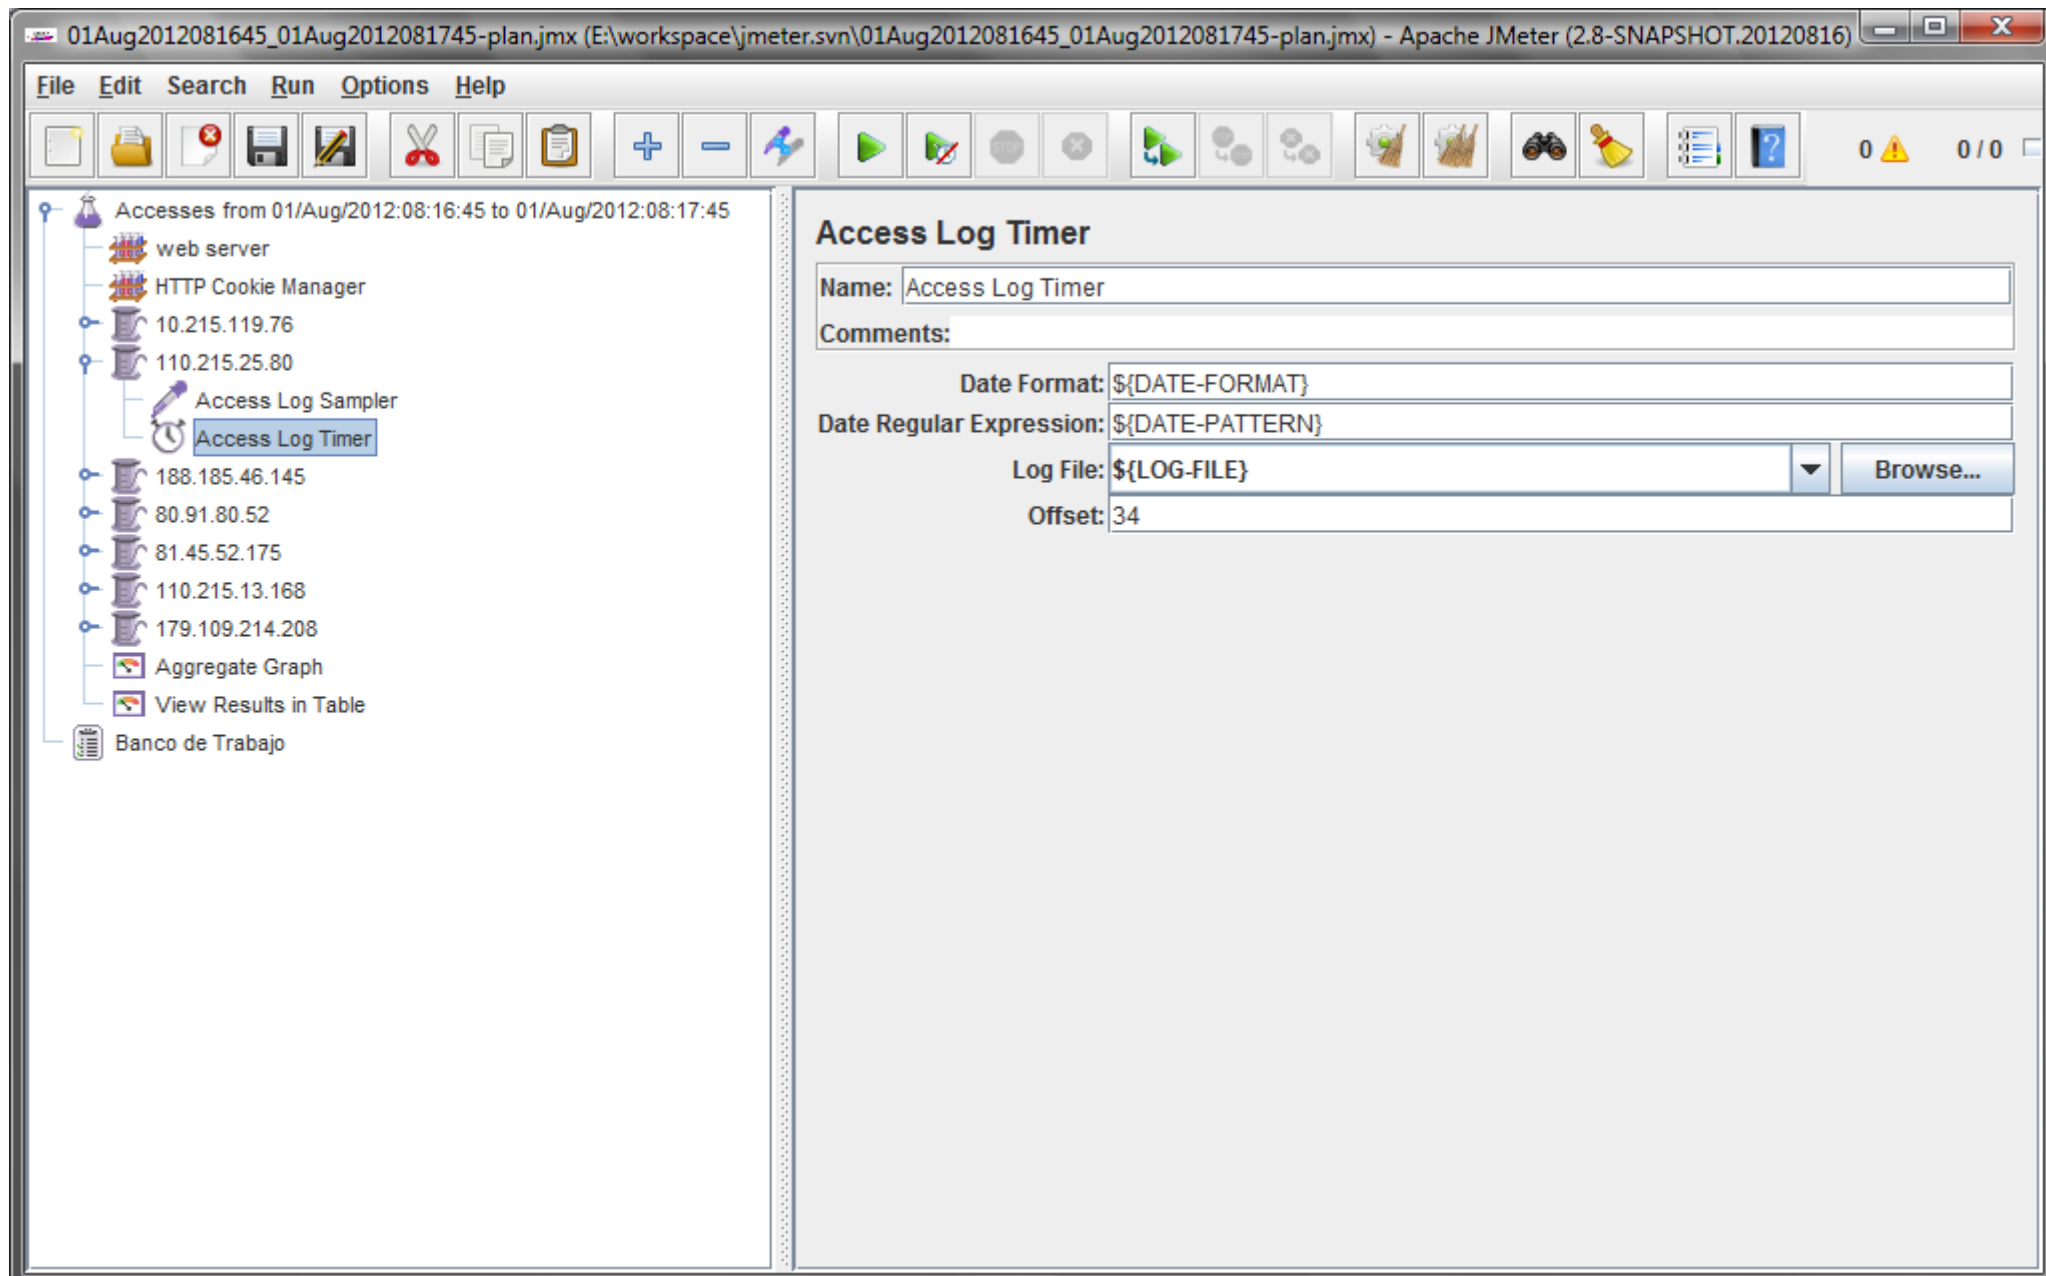 01Aug2012081645_01Aug2012081745-plan.jmx (E:\workspace\jmeter.svn\01Aug2012081645_01Aug2012081745-plan.jmx) - Apache JMeter (2.8-SNAPSHOT.20120816)
File Edit Search Run Options Help
STOP 0 0 / 0
Accesses from 01/Aug/2012:08:16:45 to 01/Aug/2012:08:17:45
web server
HTTP Cookie Manager
10.215.119.76
110.215.25.80
Access Log Sampler
Access Log Timer
188.185.46.145
80.91.80.52
81.45.52.175
110.215.13.168
179.109.214.208
Aggregate Graph
View Results in Table
Banco de Trabajo
Access Log Timer
Name: Access Log Timer
Comments:
Date Format: ${DATE-FORMAT}
Date Regular Expression: ${DATE-PATTERN}
Log File: ${LOG-FILE} Browse...
Offset: 34